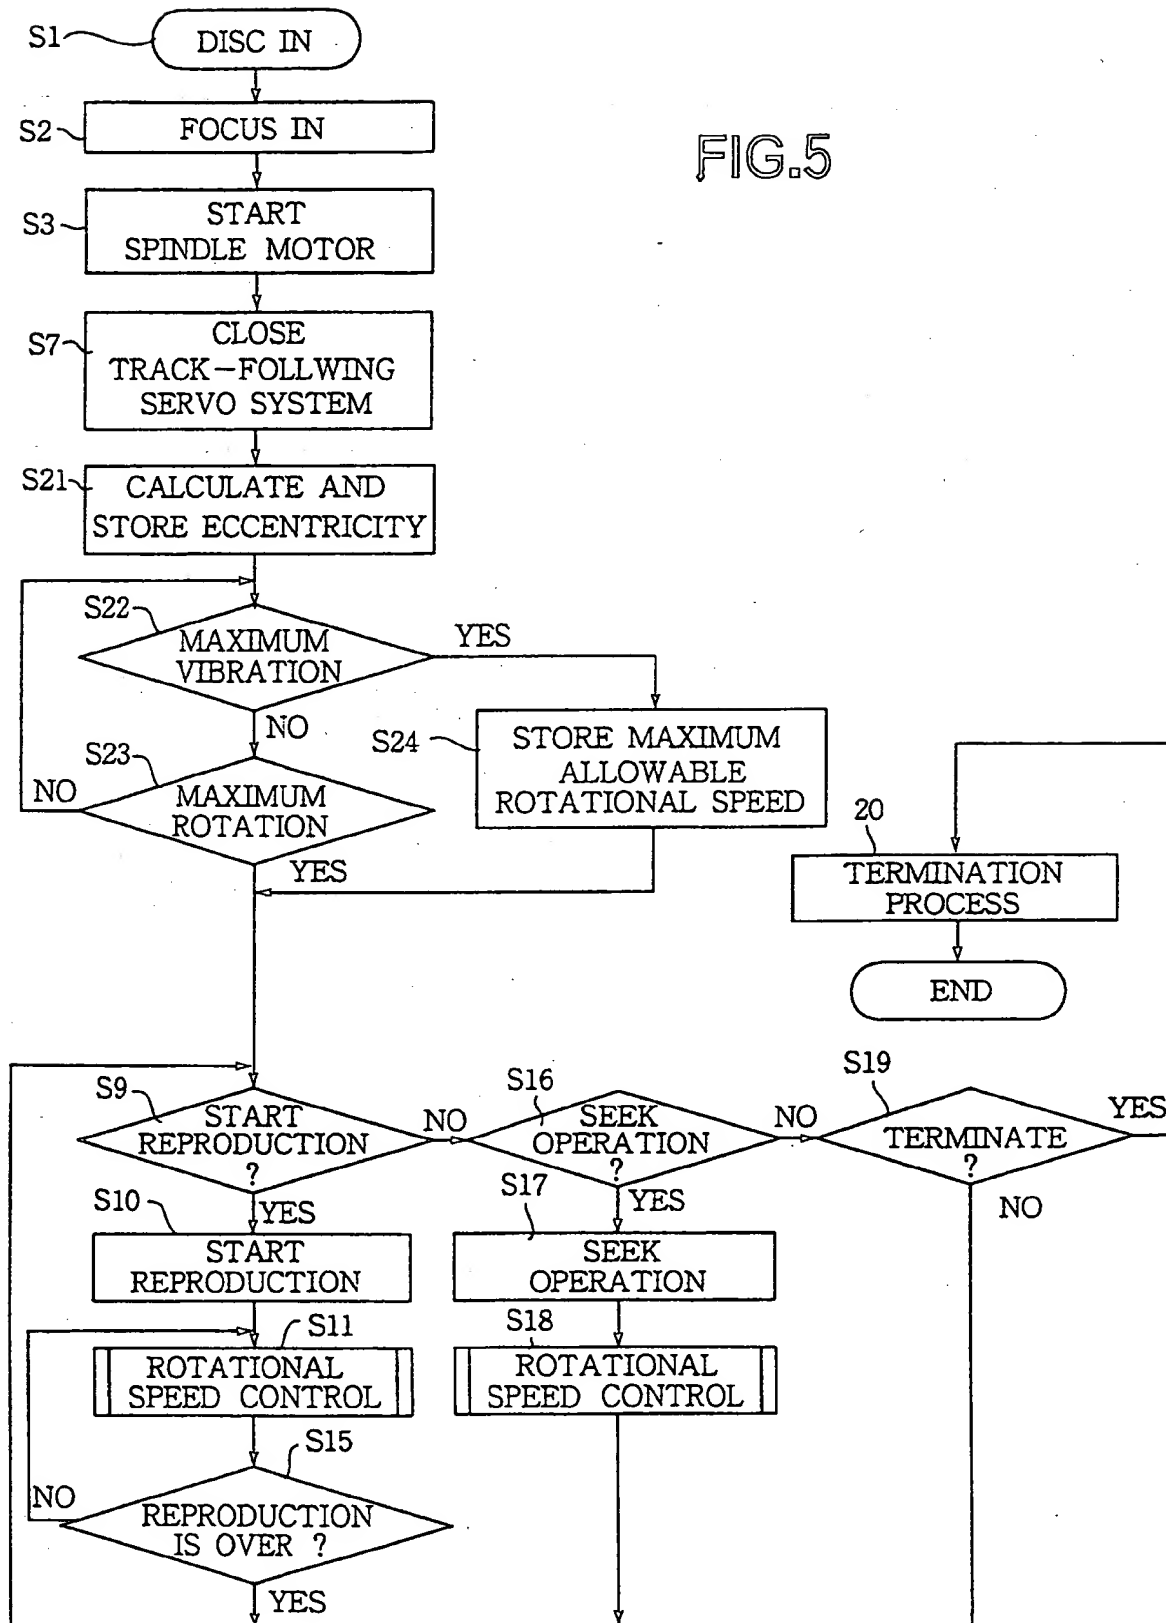 FIG.5
S1
DISC IN
S2
FOCUS IN
S3
START
SPINDLE MOTOR
S7
CLOSE
TRACK-FOLLWING
SERVO SYSTEM
S21
CALCULATE AND
STORE ECCENTRICITY
S22
MAXIMUM
VIBRATION
YES
NO
S23
MAXIMUM
ROTATION
NO
YES
S24
STORE MAXIMUM
ALLOWABLE
ROTATIONAL SPEED
20
TERMINATION
PROCESS
END
S9
START
REPRODUCTION
?
NO
YES
S16
SEEK
OPERATION
?
NO
YES
S19
TERMINATE
?
YES
NO
S10
START
REPRODUCTION
S17
SEEK
OPERATION
S11
ROTATIONAL
SPEED CONTROL
S18
ROTATIONAL
SPEED CONTROL
S15
REPRODUCTION
IS OVER ?
NO
YES